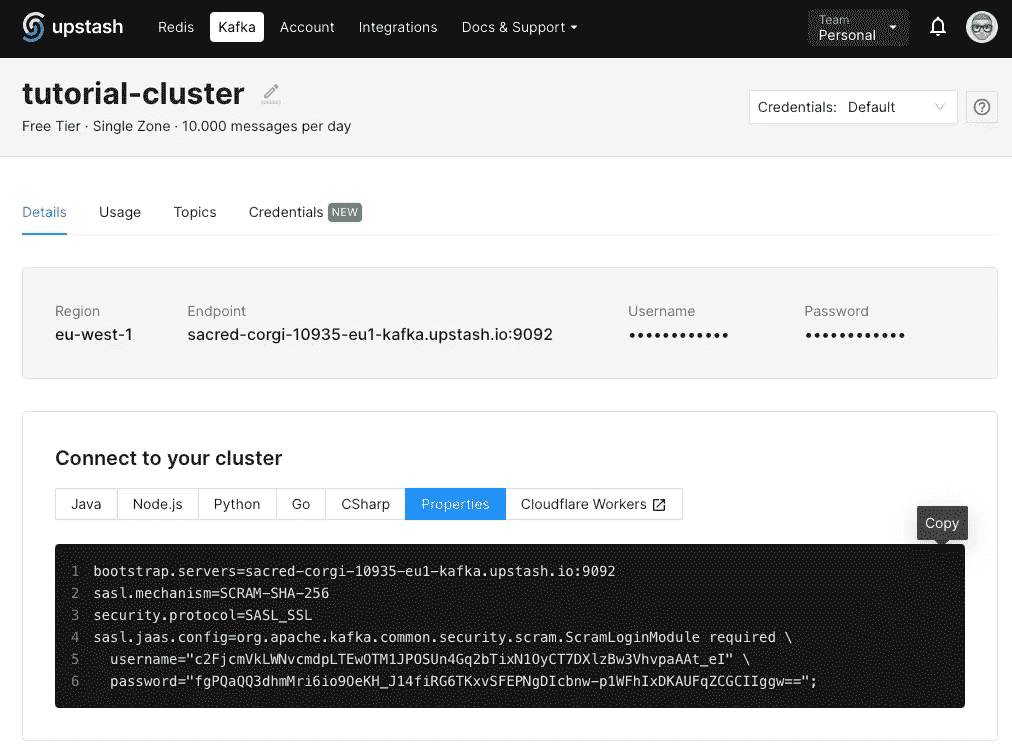 upstash Redis Kafka Account Integrations Docs & Support Team
Personal
tutorial-cluster
Free Tier · Single Zone · 10.000 messages per day
Credentials: Default
Details Usage Topics Credentials NEW
Region Endpoint Username Password
eu-west-1 sacred-corgi-10935-eu1-kafka.upstash.io:9092 •••••••••••• ••••••••••••
Connect to your cluster
Java Node.js Python Go CSharp Properties Cloudflare Workers
Copy
1 bootstrap.servers=sacred-corgi-10935-eu1-kafka.upstash.io:9092
2 sasl.mechanism=SCRAM-SHA-256
3 security.protocol=SASL_SSL
4 sasl.jaas.config=org.apache.kafka.common.security.scram.ScramLoginModule required \
5 username="c2FjcmVkLWNvcmdpLTEwOTM1JPOSUn4Gq2bTixN1OyCT7DXlzBw3VhvpaAAt_eI" \
6 password="fgPQaQQ3dhmMri6io9OeKH_J14fiRG6TKxvSFEPNgDIcbnw-p1WFhIxDKAUFqZCGCIIggw==";